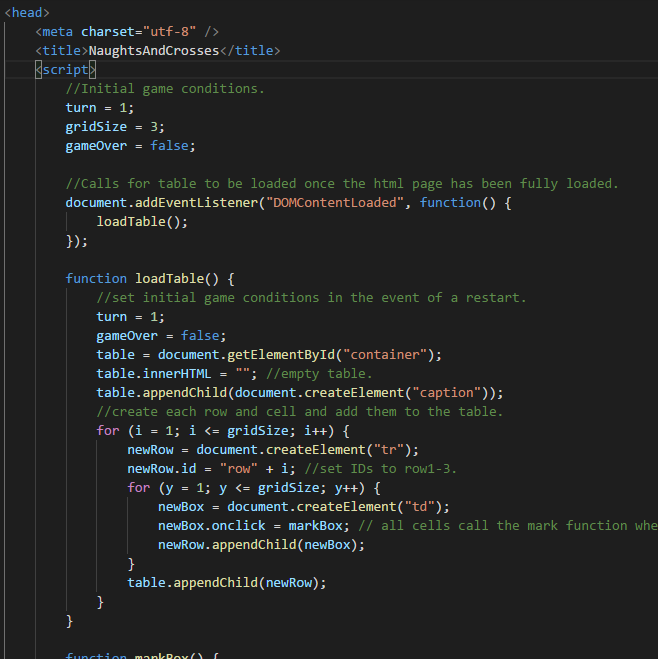 <head>
<meta charset="utf-8" />
<title>NaughtsAndCrosses</title>
<script>
//Initial game conditions.
turn = 1;
gridSize = 3;
gameOver = false;
//Calls for table to be loaded once the html page has been fully loaded.
document.addEventListener("DOMContentLoaded", function() {
loadTable();
});
function loadTable() {
//set initial game conditions in the event of a restart.
turn = 1;
gameOver = false;
table = document.getElementById("container");
table.innerHTML = ""; //empty table.
table.appendChild(document.createElement("caption"));
//create each row and cell and add them to the table.
for (i = 1; i <= gridSize; i++) {
newRow = document.createElement("tr");
newRow.id = "row" + i; //set IDs to row1-3.
for (y = 1; y <= gridSize; y++) {
newBox = document.createElement("td");
newBox.onclick = markBox; // all cells call the mark function whe
newRow.appendChild(newBox);
}
table.appendChild(newRow);
}
}
function markBox() {